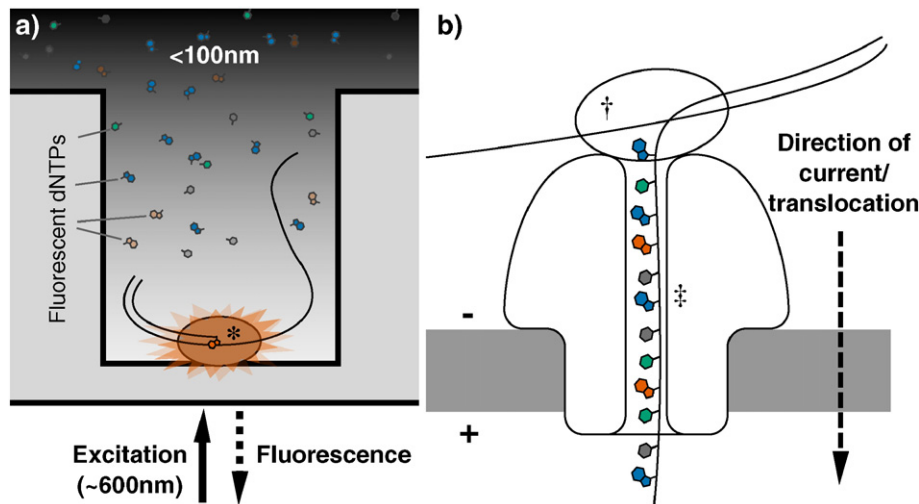 a)
<100nm
Fluorescent dNTPs
*
Excitation
(~600nm)
Fluorescence
b)
†
Direction of
current/
translocation
‡
-
+